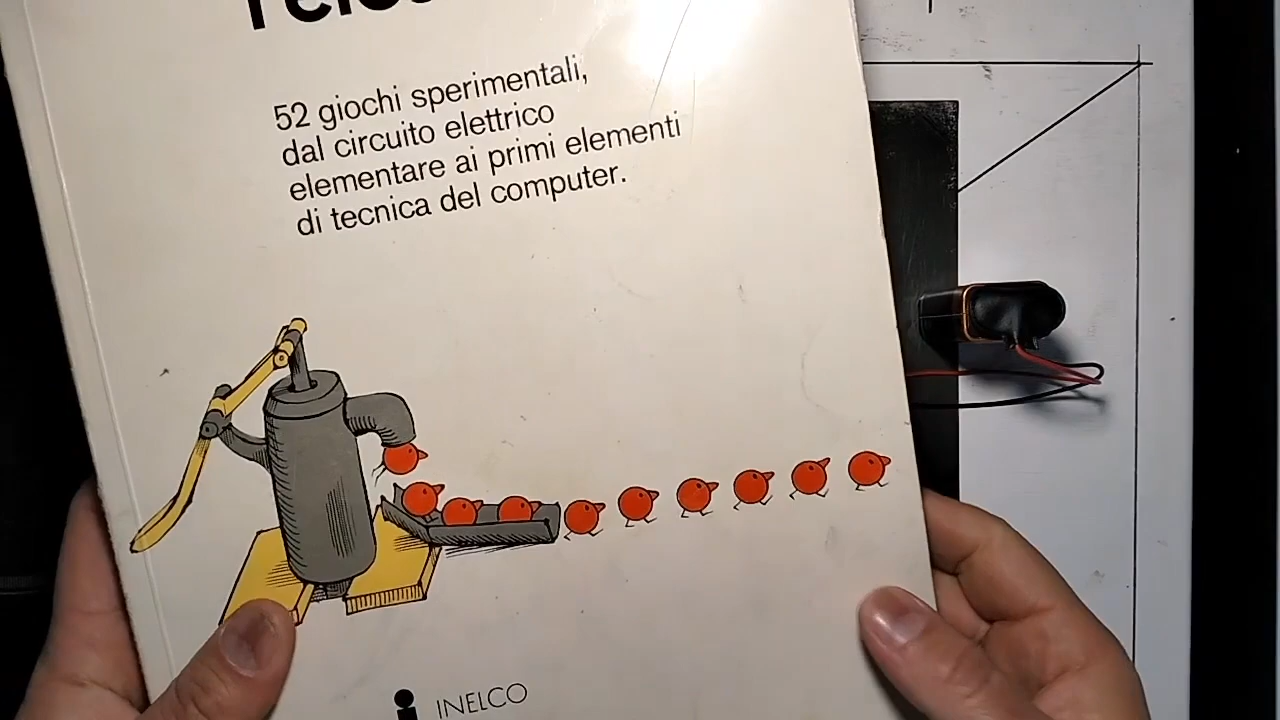 52 giochi sperimentali,
dal circuito elettrico
elementare ai primi elementi
di tecnica del computer.
INELCO